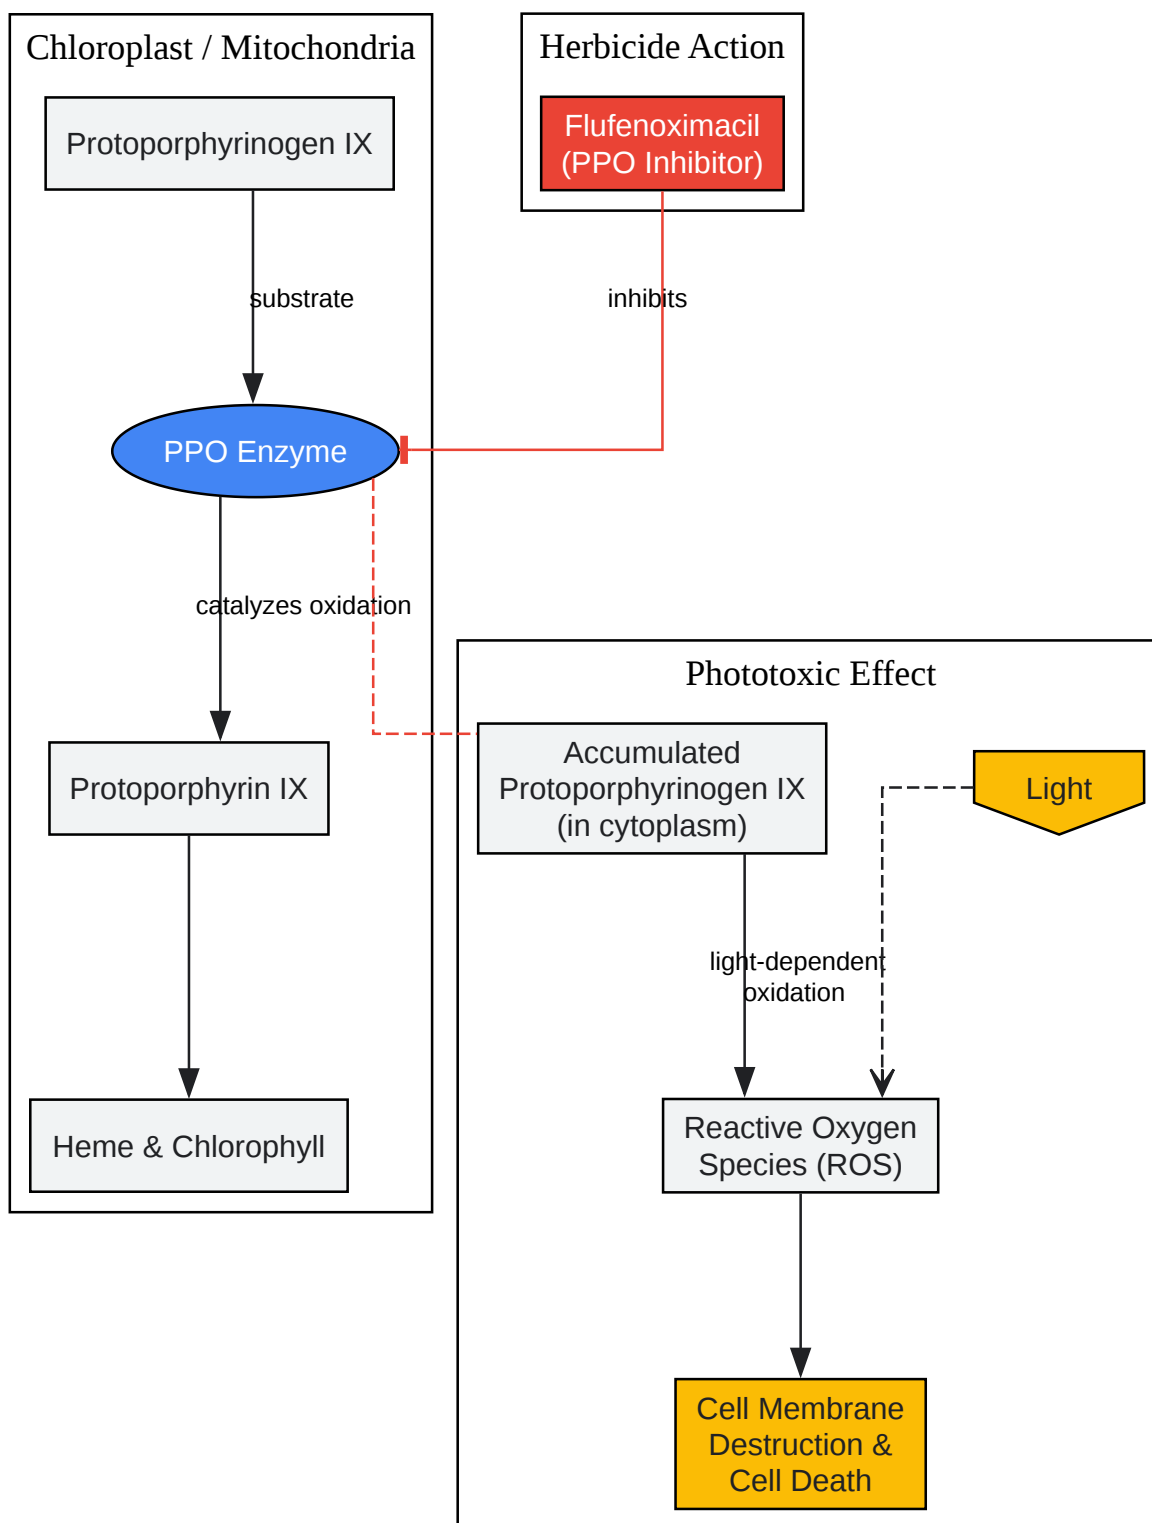 Chloroplast / Mitochondria
Protoporphyrinogen IX
substrate
PPO Enzyme
catalyzes oxidation
Protoporphyrin IX
Heme & Chlorophyll
Herbicide Action
Flufenoximacil
(PPO Inhibitor)
inhibits
Phototoxic Effect
Accumulated
Protoporphyrinogen IX
(in cytoplasm)
Light
light-dependent
oxidation
Reactive Oxygen
Species (ROS)
Cell Membrane
Destruction &
Cell Death